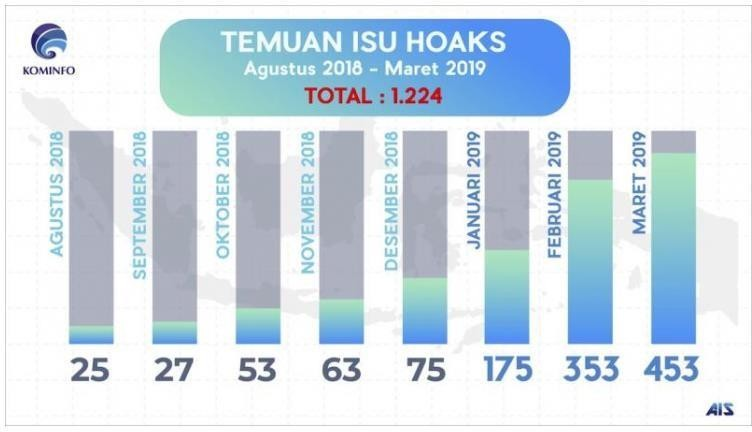 KOMINFO
TEMUAN ISU HOAKS
Agustus 2018 - Maret 2019
TOTAL : 1.224
AGUSTUS 2018
SEPTEMBER 2018
OKTOBER 2018
NOVEMBER 2018
DESEMBER 2018
JANUARI 2019
FEBRUARI 2019
MARET 2019
25
27
53
63
75
175
353
453
AIS